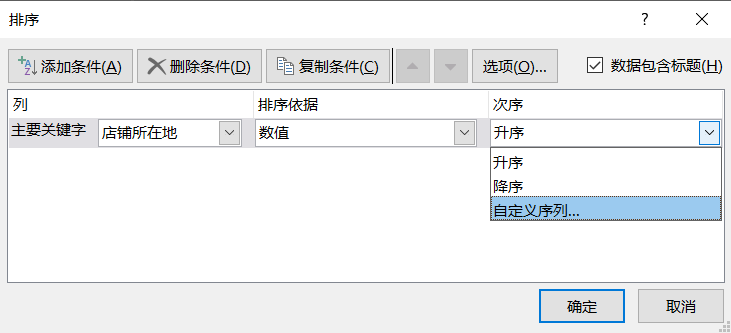 排序
? ×
添加条件(A) 删除条件(D) 复制条件(C) 选项(O)... 数据包含标题(H)
列 排序依据 次序
主要关键字 店铺所在地 数值 升序
升序
降序
自定义序列...
确定 取消